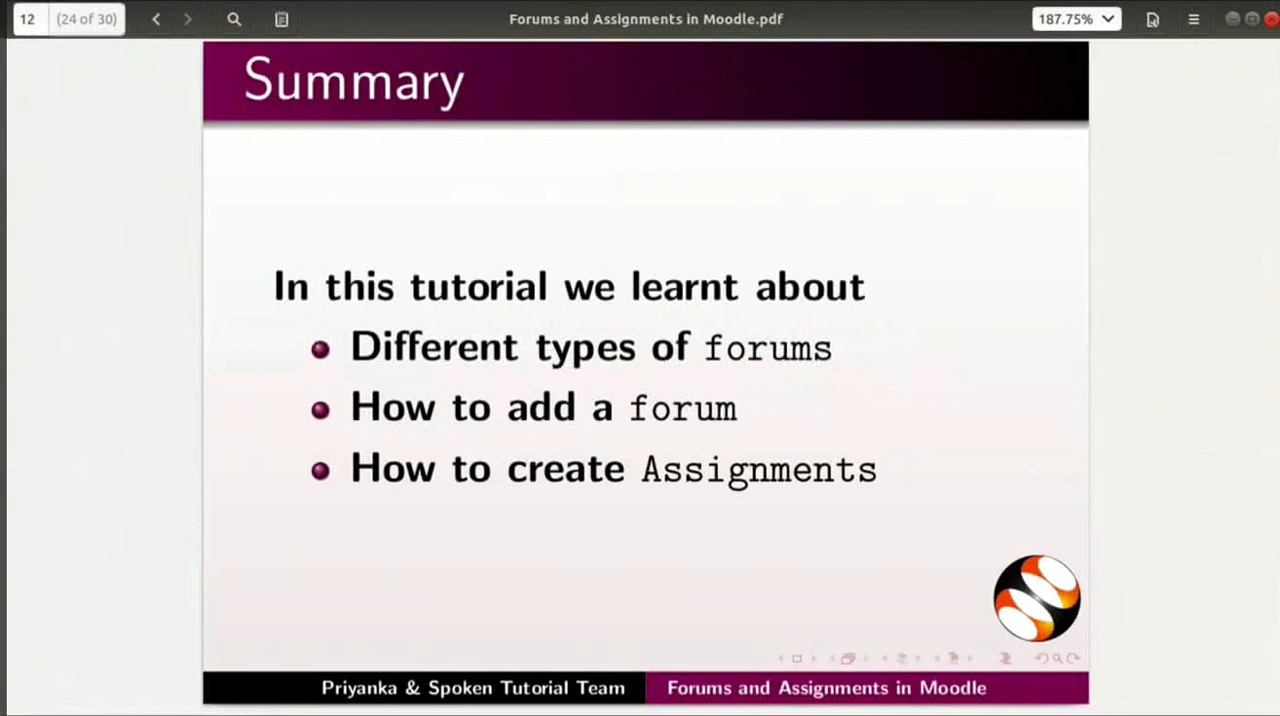 12 (24 of 30) Forums and Assignments in Moodle.pdf 187.75%
Summary
In this tutorial we learnt about
Different types of forums
How to add a forum
How to create Assignments
Priyanka & Spoken Tutorial Team Forums and Assignments in Moodle